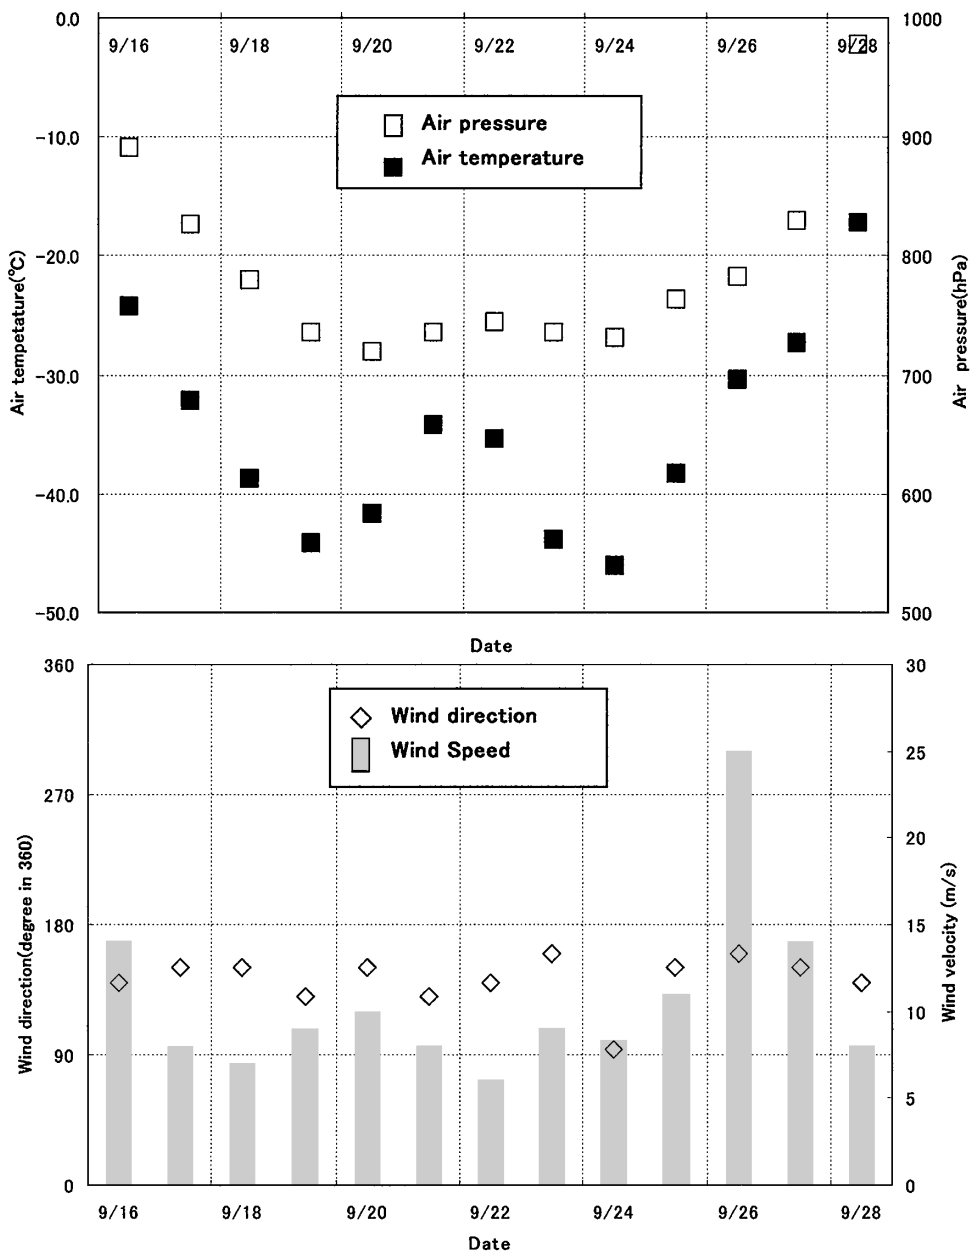 0.0 1000
9/16 9/18 9/20 9/22 9/24 9/26 9/28
Air pressure
-10.0 900
Air temperature
-20.0 800
Air tempetature(℃)
Air pressure(hPa)
-30.0 700
-40.0 600
-50.0 500
Date
360 30
Wind direction
Wind Speed
25
270
20
Wind direction(degree in 360)
Wind velocity (m/s)
180 15
10
90
5
0 0
9/16 9/18 9/20 9/22 9/24 9/26 9/28
Date